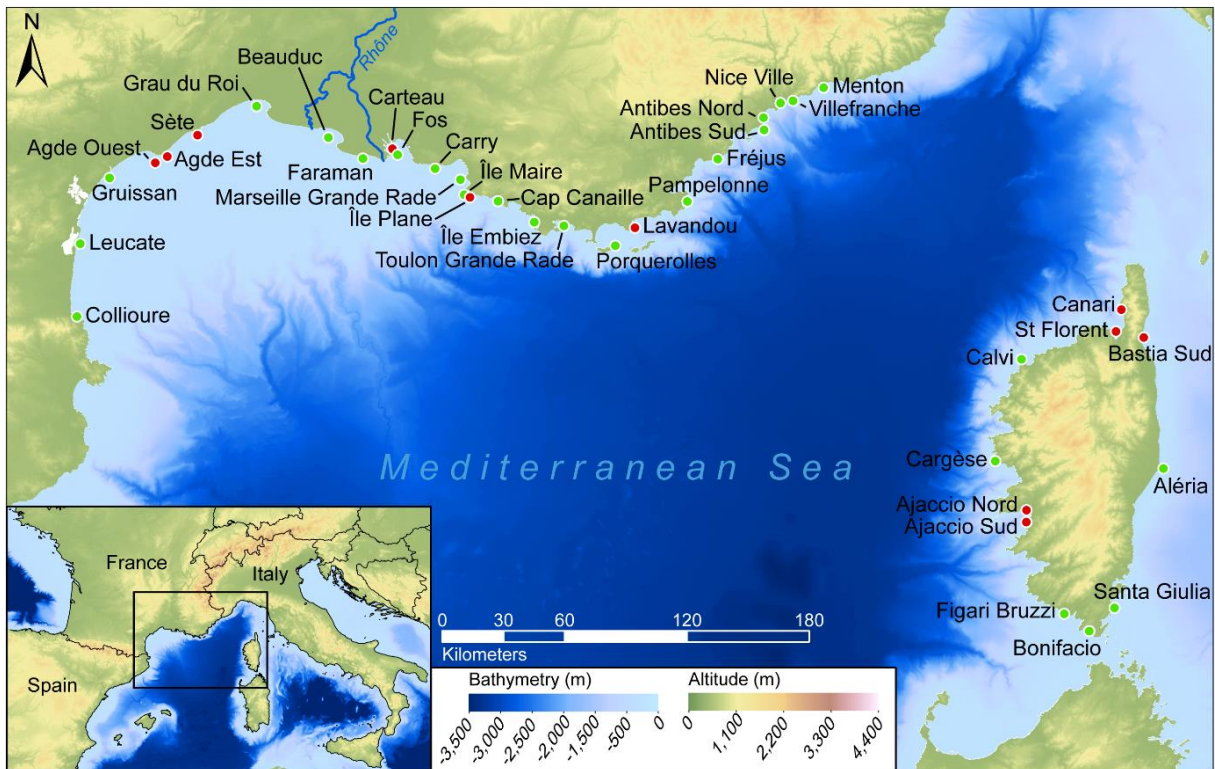 N
Rhône
Beauduc
Grau du Roi
Carteau
Fos
Sète
Carry
Agde Ouest
Agde Est
Île Maire
Faraman
Gruissan
Marseille Grande Rade
Cap Canaille
Île Plane
Leucate
Île Embiez
Toulon Grande Rade
Collioure
Nice Ville
Menton
Antibes Nord
Villefranche
Antibes Sud
Fréjus
Pampelonne
Lavandou
Porquerolles
Canari
St Florent
Bastia Sud
Calvi
Mediterranean Sea
Cargèse
Aléria
Ajaccio Nord
Ajaccio Sud
Santa Giulia
Figari Bruzzi
Bonifacio
France
Italy
Spain
0 30 60 120 180
Kilometers
Bathymetry (m)
-3,500 -3,000 -2,500 -2,000 -1,500 -500 0
Altitude (m)
0 1,100 2,200 3,300 4,400